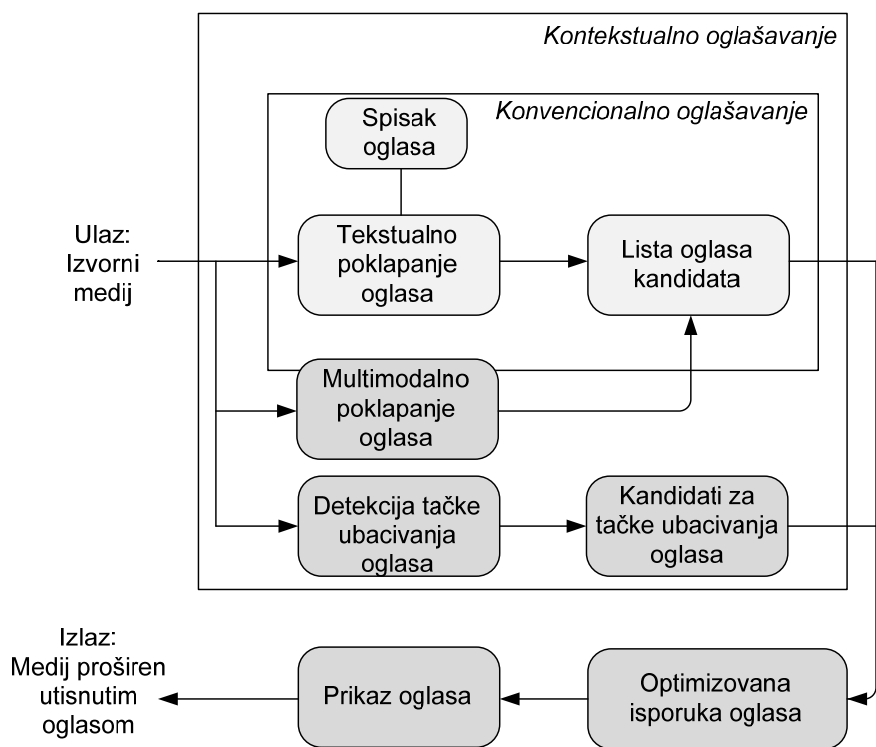 Kontekstualno oglašavanje
Konvencionalno oglašavanje
Spisak
oglasa
Ulaz:
Izvorni
medij
Tekstualno
poklapanje
oglasa
Lista oglasa
kandidata
Multimodalno
poklapanje
oglasa
Detekcija tačke
ubacivanja
oglasa
Kandidati za
tačke ubacivanja
oglasa
Izlaz:
Medij proširen
utisnutim
oglasom
Prikaz oglasa
Optimizovana
isporuka oglasa